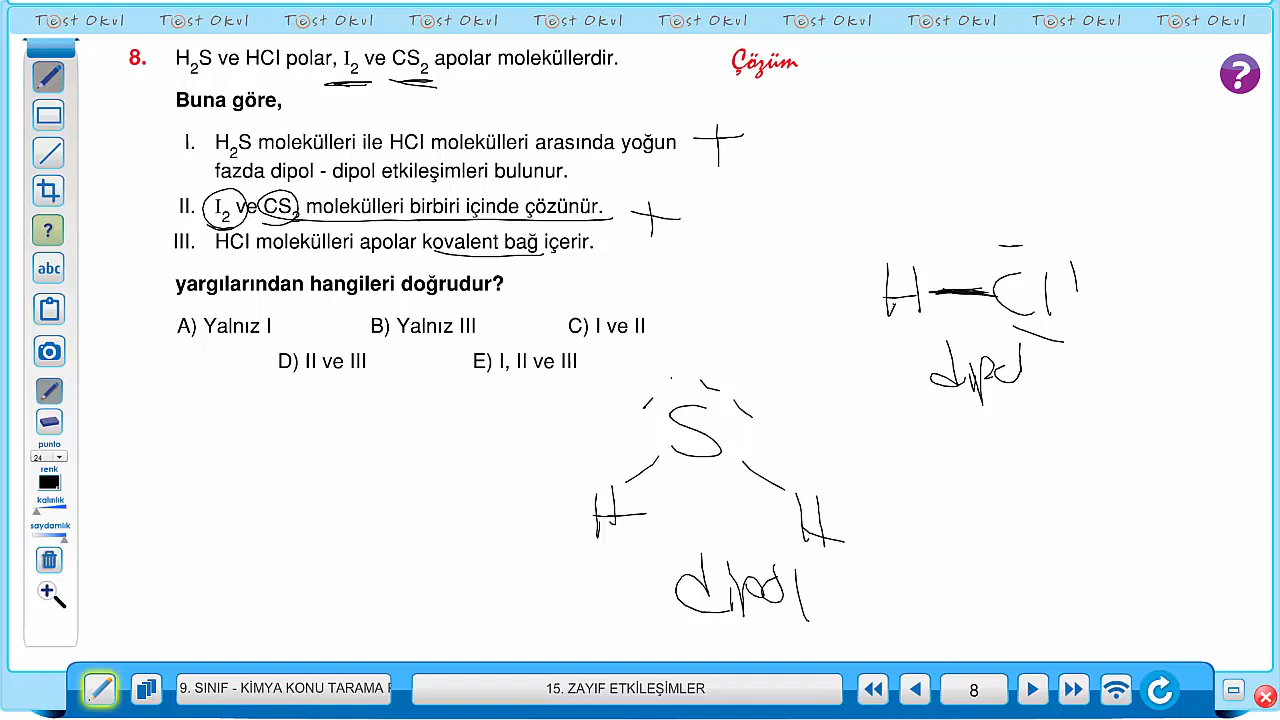 Test Okul Test Okul Test Okul Test Okul Test Okul Test Okul Test Okul Test Okul Test Okul Test Okul
8. H2S ve HCl polar, I2 ve CS2 apolar moleküllerdir.
Çözüm
?
Buna göre,
I. H2S molekülleri ile HCl molekülleri arasında yoğun
fazda dipol - dipol etkileşimleri bulunur.
+
II. I2 ve CS2 molekülleri birbiri içinde çözünür.
+
III. HCl molekülleri apolar kovalent bağ içerir.
yargılarından hangileri doğrudur?
A) Yalnız I B) Yalnız III C) I ve II
D) II ve III E) I, II ve III
H Cl
dipol
S
H H
dipol
?
abc
punto
24
renk
kalınlık
saydamlık
9. SINIF - KİMYA KONU TARAMA
15. ZAYIF ETKİLEŞİMLER
8